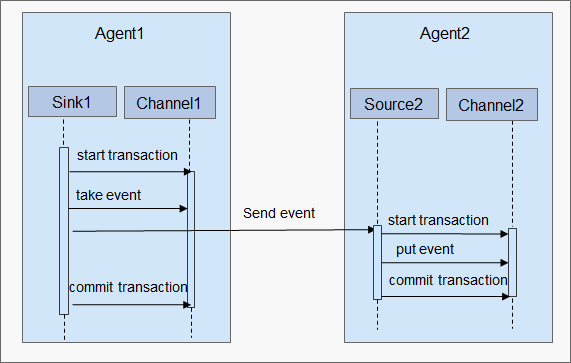 Agent1
Agent2
Sink1
Channel1
Source2
Channel2
start transaction
take event
Send event
start transaction
put event
commit transaction
commit transaction